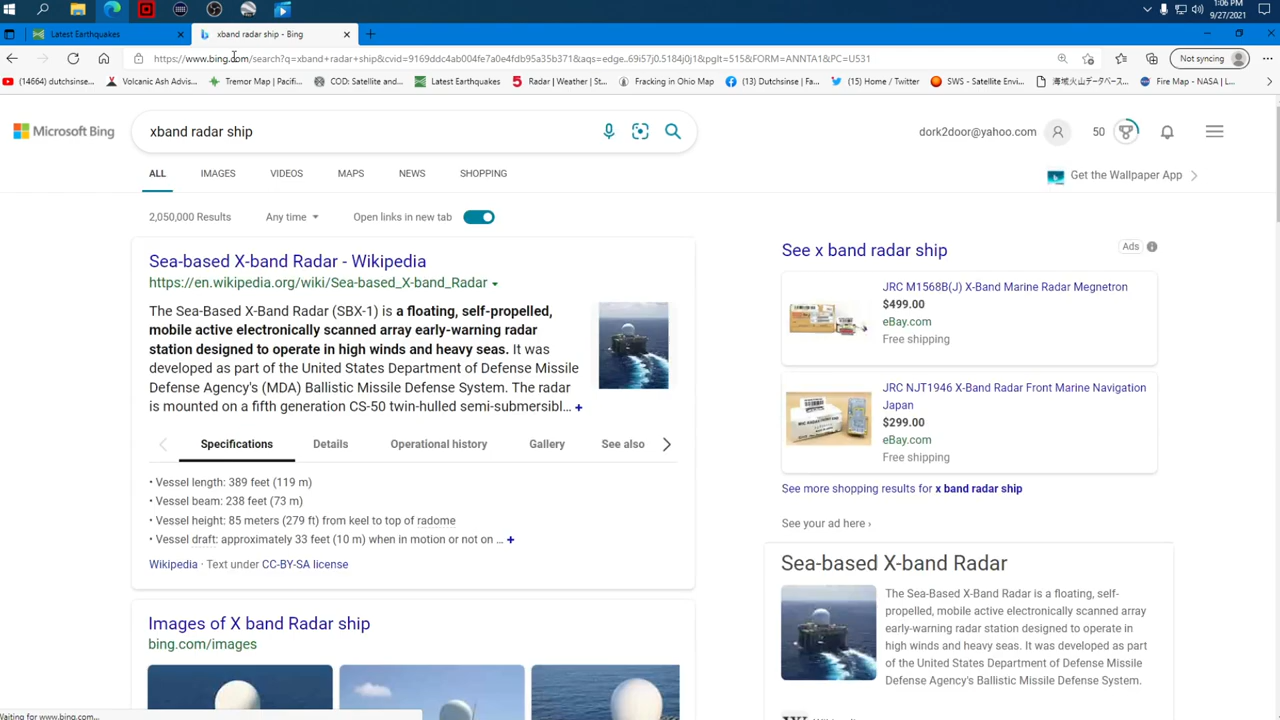 1:06 PM
9/27/2021
Latest Earthquakes
xband radar ship - Bing
https://www.bing.com/search?q=xband+radar+ship&cvid=9169ddc4ab004fe7a0e4fdb95a35b371&aqs=edge..69i57j0.5184j0j1&pglt=515&FORM=ANNTA1&PC=U531
Not syncing
(14664) dutchsinse...
Volcanic Ash Advis...
Tremor Map | Pacific...
COD: Satellite and...
Latest Earthquakes
Radar | Weather | St...
Fracking in Ohio Map
(13) Dutchsinse | Fa...
(15) Home / Twitter
SWS - Satellite Envi...
海域火山データベース...
Fire Map - NASA | L...
Microsoft Bing
xband radar ship
dork2door@yahoo.com
50
ALL
IMAGES
VIDEOS
MAPS
NEWS
SHOPPING
Get the Wallpaper App
2,050,000 Results
Any time
Open links in new tab
Sea-based X-band Radar - Wikipedia
https://en.wikipedia.org/wiki/Sea-based_X-band_Radar
The Sea-Based X-Band Radar (SBX-1) is a floating, self-propelled,
mobile active electronically scanned array early-warning radar
station designed to operate in high winds and heavy seas. It was
developed as part of the United States Department of Defense Missile
Defense Agency's (MDA) Ballistic Missile Defense System. The radar
is mounted on a fifth generation CS-50 twin-hulled semi-submersibl... +
Specifications
Details
Operational history
Gallery
See also
• Vessel length: 389 feet (119 m)
• Vessel beam: 238 feet (73 m)
• Vessel height: 85 meters (279 ft) from keel to top of radome
• Vessel draft: approximately 33 feet (10 m) when in motion or not on ... +
Wikipedia · Text under CC-BY-SA license
Images of X band Radar ship
bing.com/images
See x band radar ship
Ads
JRC M1568B(J) X-Band Marine Radar Megnetron
$499.00
eBay.com
Free shipping
JRC NJT1946 X-Band Radar Front Marine Navigation
Japan
$299.00
eBay.com
Free shipping
See more shopping results for x band radar ship
See your ad here ›
Sea-based X-band Radar
The Sea-Based X-Band Radar is a floating, self-
propelled, mobile active electronically scanned array
early-warning radar station designed to operate in
high winds and heavy seas. It was developed as part
of the United States Department of Defense Missile
Defense Agency's Ballistic Missile Defense System.
Waiting for www.bing.com...